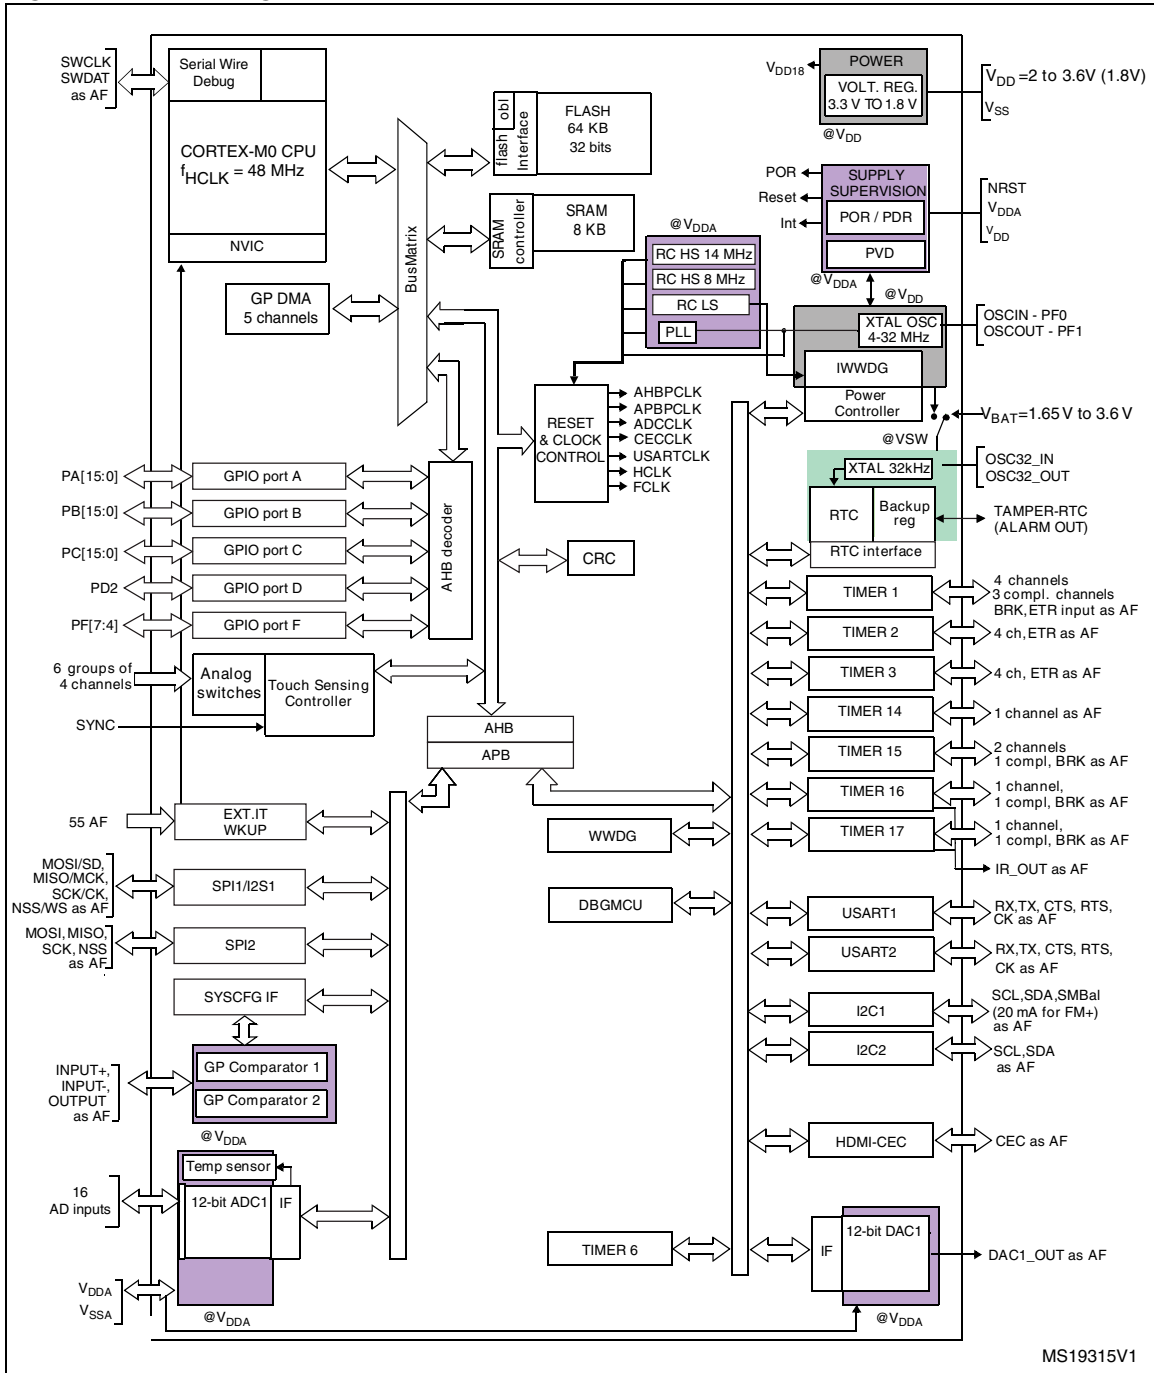 SWCLK
SWDAT
as AF
Serial Wire
Debug
CORTEX-M0 CPU
fHCLK = 48 MHz
NVIC
GP DMA
5 channels
BusMatrix
flash obl
Interface
FLASH
64 KB
32 bits
SRAM
controller
SRAM
8 KB
VDD18
POWER
VOLT. REG.
3.3 V TO 1.8 V
@VDD
VDD =2 to 3.6V (1.8V)
VSS
POR
Reset
Int
SUPPLY
SUPERVISION
POR / PDR
PVD
NRST
VDDA
VDD
@VDDA
@VDDA
RC HS 14 MHz
RC HS 8 MHz
RC LS
PLL
@VDD
XTAL OSC
4-32 MHz
IWWDG
Power
Controller
OSCIN - PF0
OSCOUT - PF1
VBAT=1.65 V to 3.6 V
@VSW
RESET
& CLOCK
CONTROL
AHBPCLK
APBPCLK
ADCCLK
CECCLK
USARTCLK
HCLK
FCLK
XTAL 32kHz
OSC32_IN
OSC32_OUT
RTC
Backup
reg
RTC interface
TAMPER-RTC
(ALARM OUT)
PA[15:0]
GPIO port A
PB[15:0]
GPIO port B
PC[15:0]
GPIO port C
PD2
GPIO port D
PF[7:4]
GPIO port F
AHB decoder
CRC
6 groups of
4 channels
Analog
switches
Touch Sensing
Controller
SYNC
AHB
APB
TIMER 1
4 channels
3 compl. channels
BRK,ETR input as AF
TIMER 2
4 ch,ETR as AF
TIMER 3
4 ch, ETR as AF
TIMER 14
1 channel as AF
TIMER 15
2 channels
1 compl, BRK as AF
TIMER 16
1 channel,
1 compl, BRK as AF
TIMER 17
1 channel,
1 compl, BRK as AF
IR_OUT as AF
55 AF
EXT.IT
WKUP
WWDG
MOSI/SD,
MISO/MCK,
SCK/CK,
NSS/WS as AF
SPI1/I2S1
DBGMCU
USART1
RX,TX, CTS, RTS,
CK as AF
MOSI,MISO,
SCK,NSS
as AF
SPI2
USART2
RX,TX, CTS, RTS,
CK as AF
SYSCFG IF
I2C1
SCL,SDA,SMBal
(20 mA for FM+)
as AF
I2C2
SCL,SDA
as AF
INPUT+,
INPUT-,
OUTPUT
as AF
GP Comparator 1
GP Comparator 2
@VDDA
HDMI-CEC
CEC as AF
Temp sensor
16
AD inputs
12-bit ADC1
IF
TIMER 6
IF
12-bit DAC1
DAC1_OUT as AF
VDDA
VSSA
@VDDA
@VDDA
MS19315V1